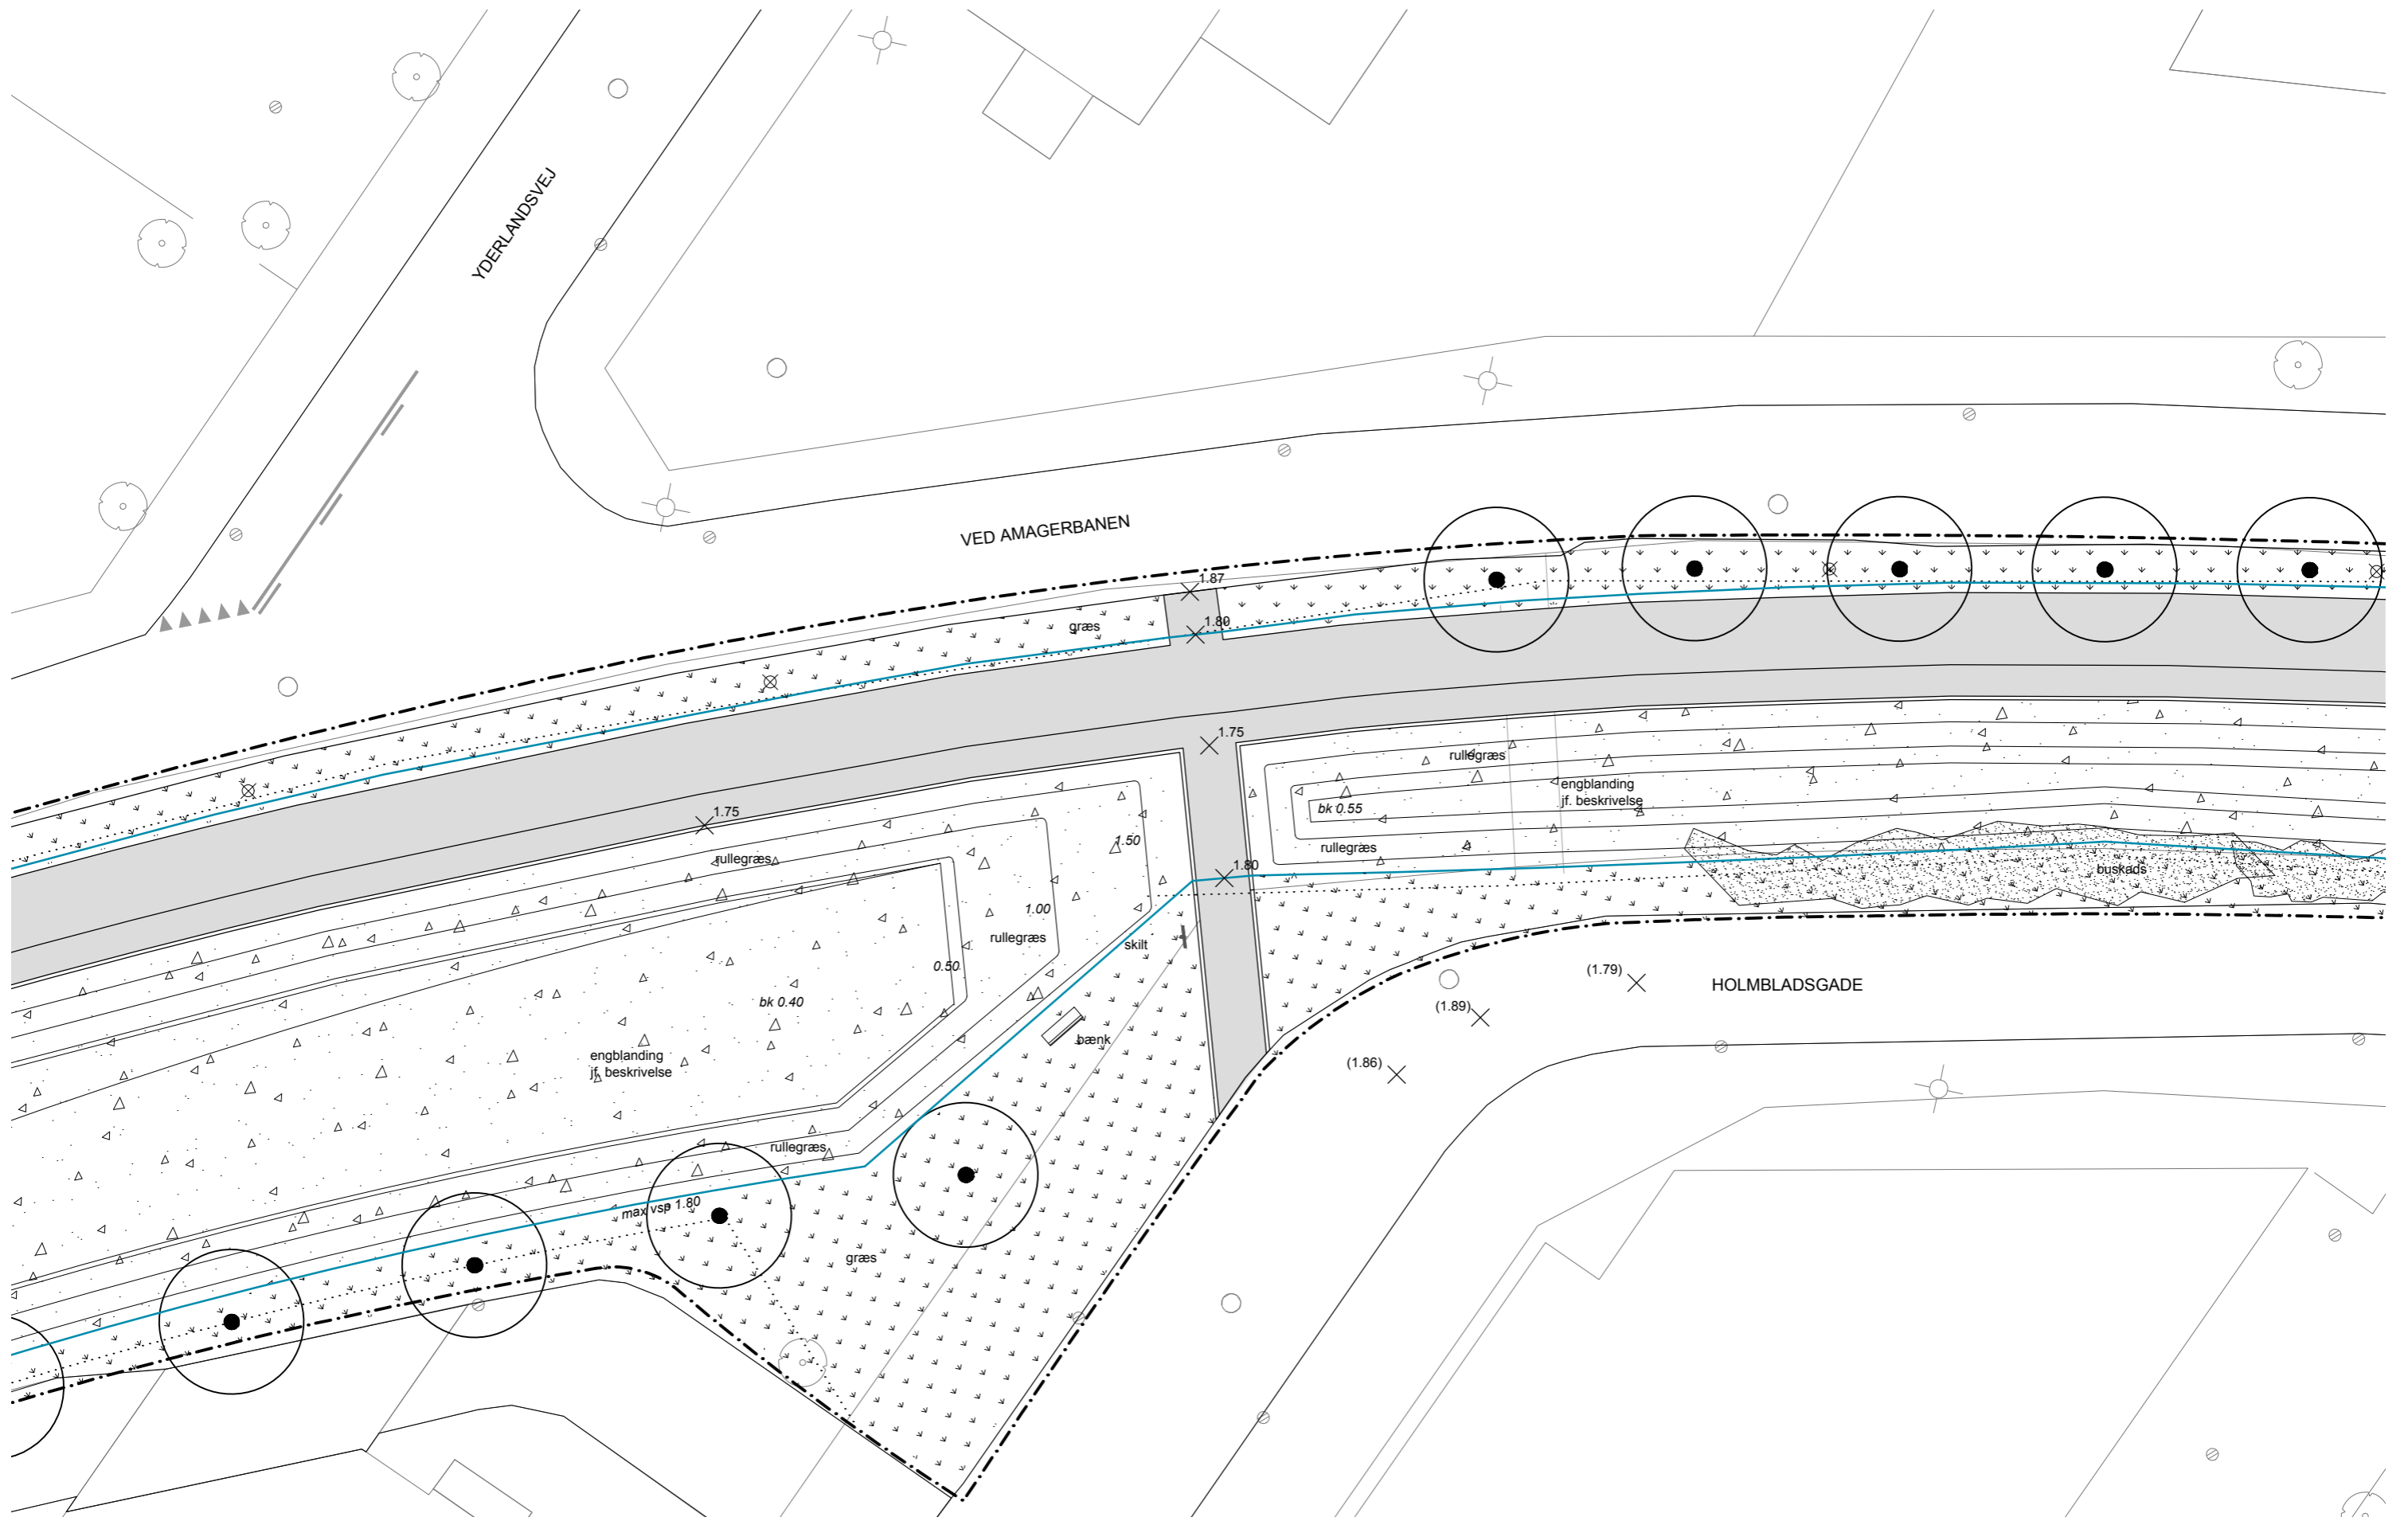 YDERLANDSVEJ
VED AMAGERBANEN
1.87
1.80
græs
1.75
1.75
rullegræs
engblanding
jf. beskrivelse
bk 0.55
rullegræs
1.50
rullegræs
1.80
buskads
1.00
rullegræs
skilt
0.50
(1.79)
HOLMBLADSGADE
bk 0.40
(1.89)
bænk
engblanding
jf. beskrivelse
(1.86)
rullegræs
max vsp 1.80
græs